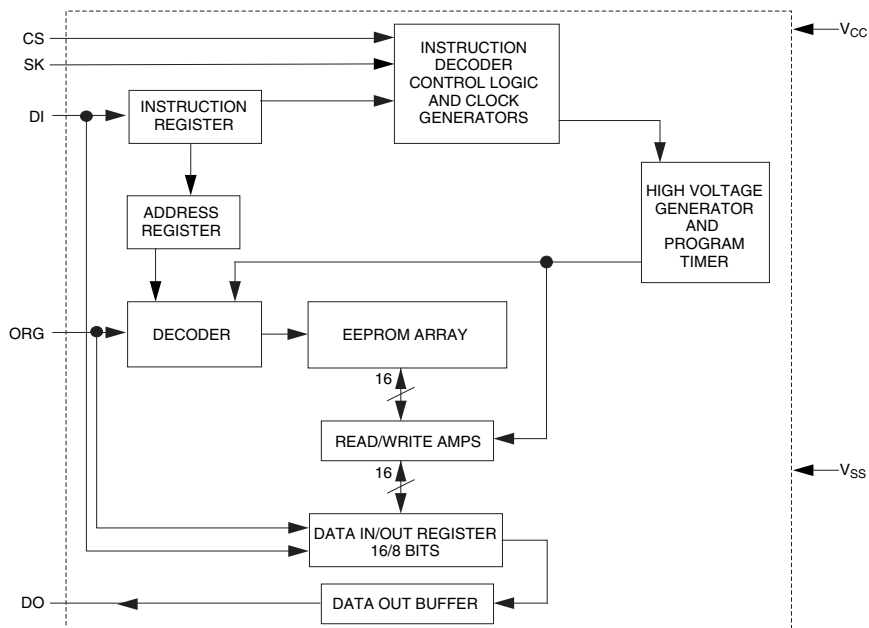 CS
SK
DI
INSTRUCTION
REGISTER
INSTRUCTION
DECODER
CONTROL LOGIC
AND CLOCK
GENERATORS
VCC
ADDRESS
REGISTER
HIGH VOLTAGE
GENERATOR
AND
PROGRAM
TIMER
ORG
DECODER
EEPROM ARRAY
16
READ/WRITE AMPS
16
VSS
DATA IN/OUT REGISTER
16/8 BITS
DO
DATA OUT BUFFER